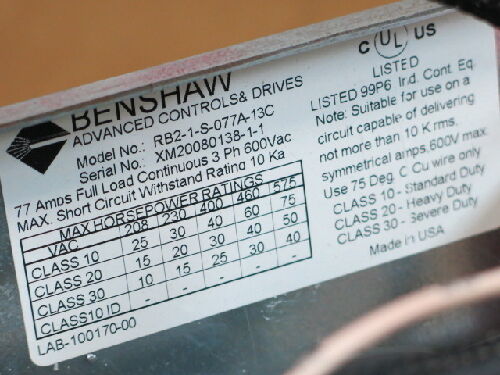 BENSHAW
ADVANCED CONTROLS & DRIVES
Model No.: RB2-1-S-077A-13C
Serial No.: XM20080138-1-1
77 Amps Full Load Continuous 3 Ph 600Vac
MAX. Short Circuit Withstand Rating 10 Ka
MAX HORSEPOWER RATINGS
VAC 208 230 400 460 575
CLASS 10 25 30 40 60 75
CLASS 20 15 20 30 40 50
CLASS 30 10 15 25 30 40
CLASS10 ID - - - - -
LAB-100170-00
C UL US
LISTED
LISTED 99P6 Ind. Cont. Eq.
Note: Suitable for use on a
circuit capable of delivering
not more than 10 K rms.
symmetrical amps, 600V max.
Use 75 Deg. C Cu wire only
CLASS 10 - Standard Duty
CLASS 20 - Heavy Duty
CLASS 30 - Severe Duty
Made in USA